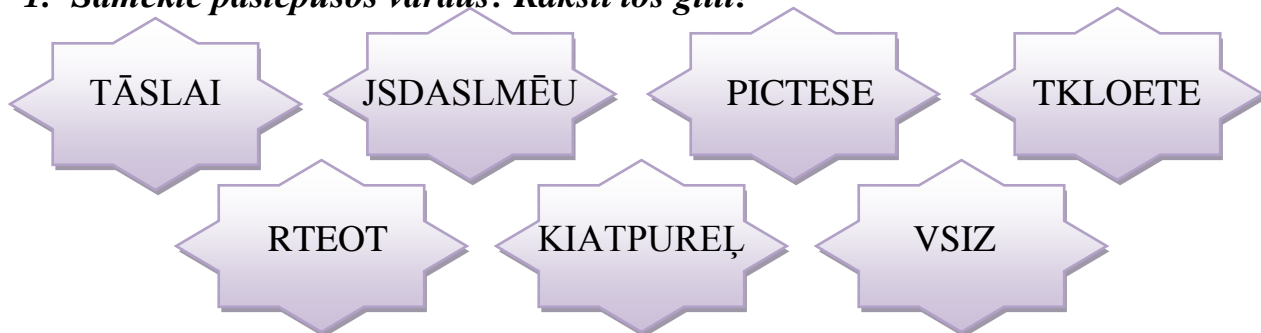 1. Sameklē paslēpušos vārdus! Raksti tos glīti!
TĀSLAI JSDASLMĒU PICTESE TKLOETE
RTEOT KIATPUREĻ VSIZ